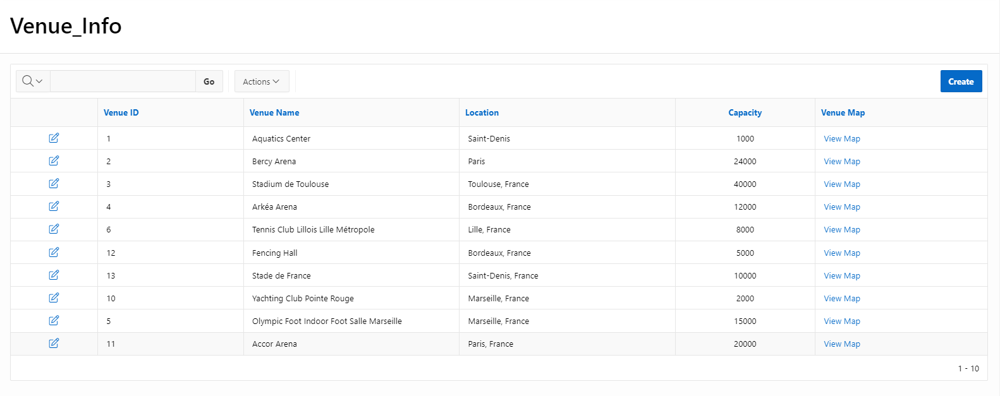 Venue_Info
Go Actions Create
Venue ID Venue Name Location Capacity Venue Map
1 Aquatics Center Saint-Denis 1000 View Map
2 Bercy Arena Paris 24000 View Map
3 Stadium de Toulouse Toulouse, France 40000 View Map
4 Arkéa Arena Bordeaux, France 12000 View Map
6 Tennis Club Lillois Lille Métropole Lille, France 8000 View Map
12 Fencing Hall Bordeaux, France 5000 View Map
13 Stade de France Saint-Denis, France 10000 View Map
10 Yachting Club Pointe Rouge Marseille, France 2000 View Map
5 Olympic Foot Indoor Foot Salle Marseille Marseille, France 15000 View Map
11 Accor Arena Paris, France 20000 View Map
1 - 10